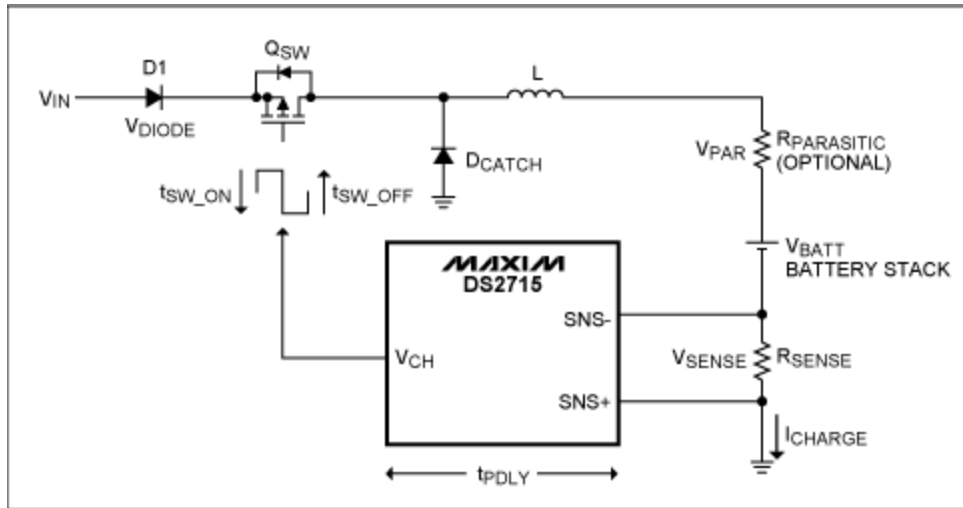 D1
QSW
L
VIN
VDIODE
DCATCH
VPAR
RPARASITIC
(OPTIONAL)
tSW_ON
tSW_OFF
MAXIM
DS2715
VBATT
BATTERY STACK
SNS-
VCH
VSENSE
RSENSE
SNS+
ICHARGE
tPDLY